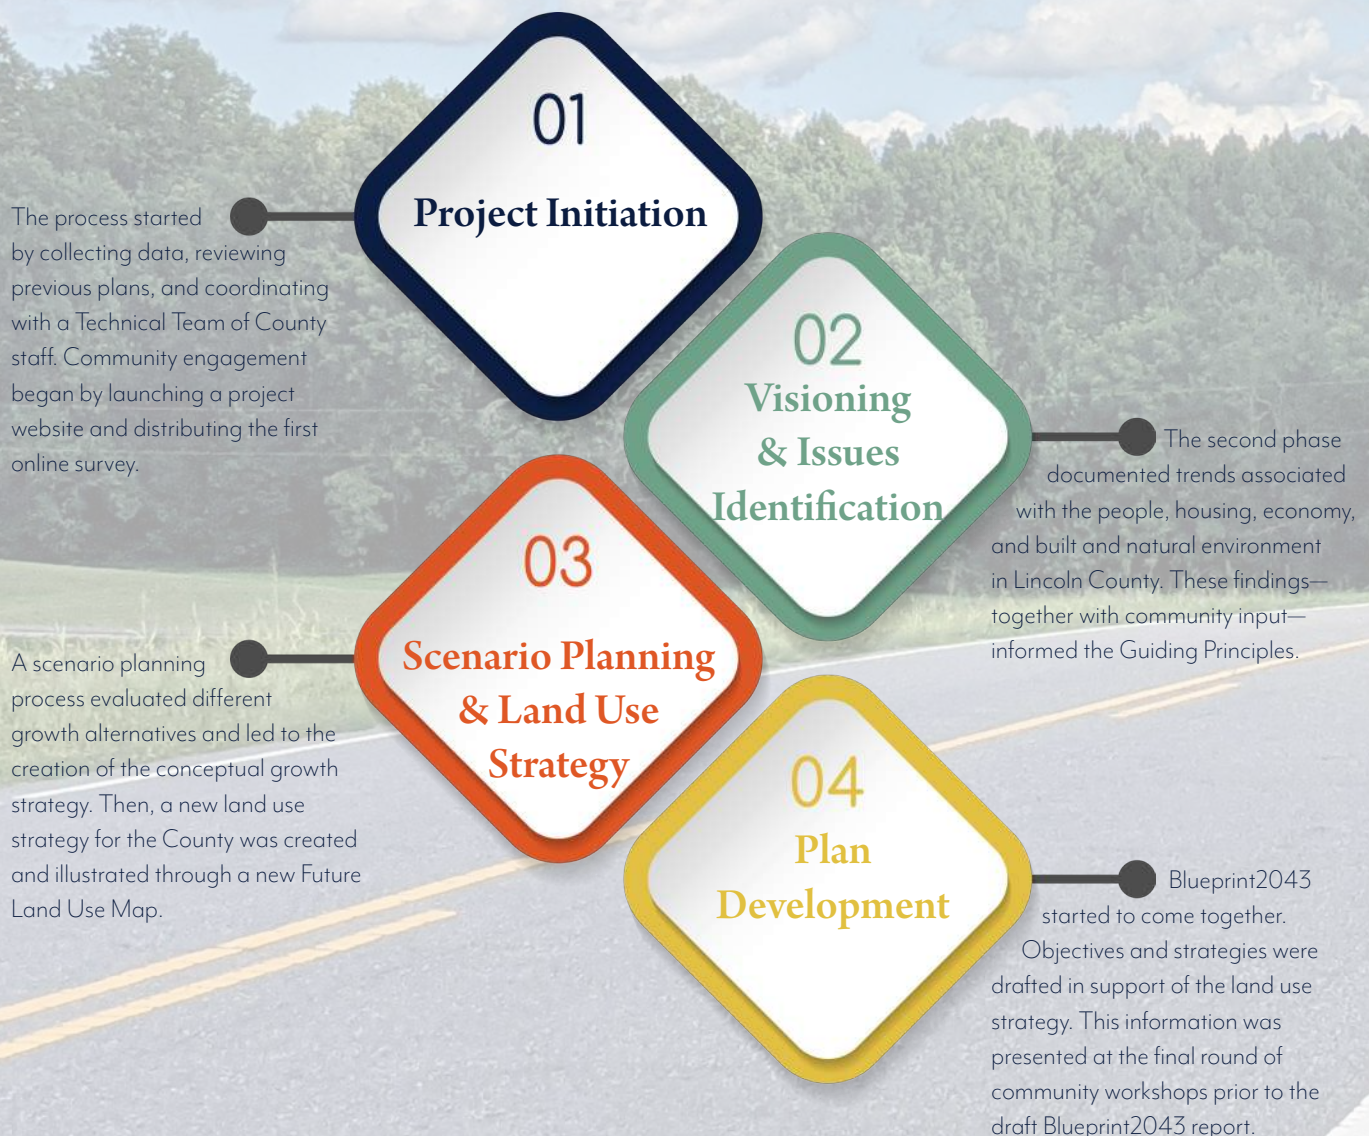 01
Project Initiation
The process started
by collecting data, reviewing
previous plans, and coordinating
with a Technical Team of County
staff. Community engagement
began by launching a project
website and distributing the first
online survey.
02
Visioning
& Issues
Identification
The second phase
documented trends associated
with the people, housing, economy,
and built and natural environment
in Lincoln County. These findings—
together with community input—
informed the Guiding Principles.
03
Scenario Planning
& Land Use
Strategy
A scenario planning
process evaluated different
growth alternatives and led to the
creation of the conceptual growth
strategy. Then, a new land use
strategy for the County was created
and illustrated through a new Future
Land Use Map.
04
Plan
Development
Blueprint2043
started to come together.
Objectives and strategies were
drafted in support of the land use
strategy. This information was
presented at the final round of
community workshops prior to the
draft Blueprint2043 report.